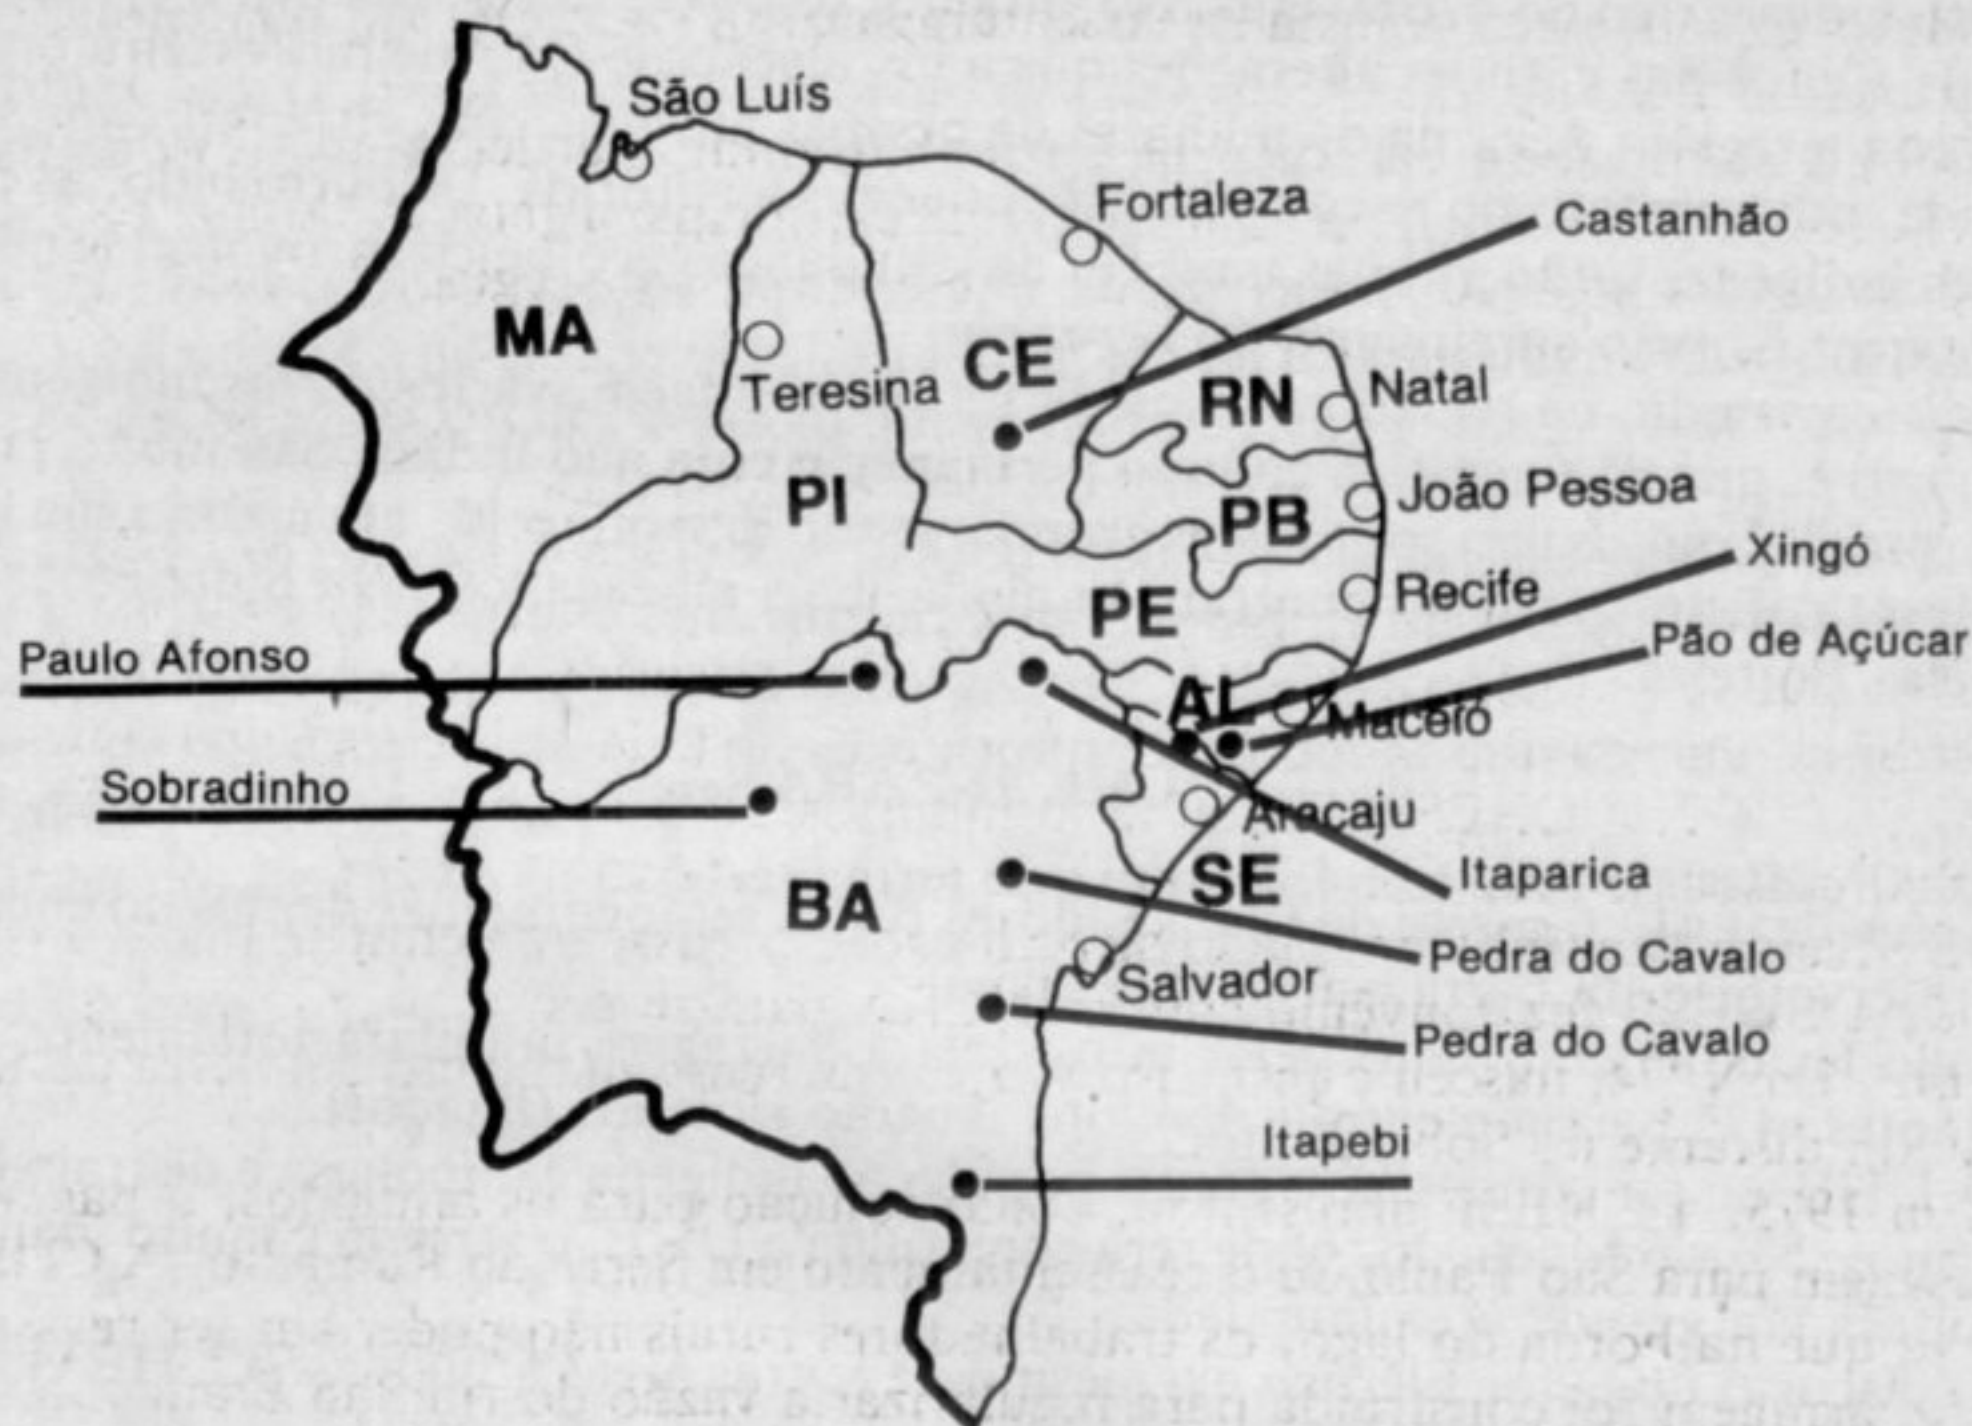 São Luís
Fortaleza
Castanhão
MA
Teresina
CE
RN
Natal
PI
PB
João Pessoa
Xingó
PE
Recife
Pão de Açúcar
Paulo Afonso
AL
Maceió
Sobradinho
Aracaju
BA
SE
Itaparica
Pedra do Cavalo
Salvador
Pedra do Cavalo
Itapebi